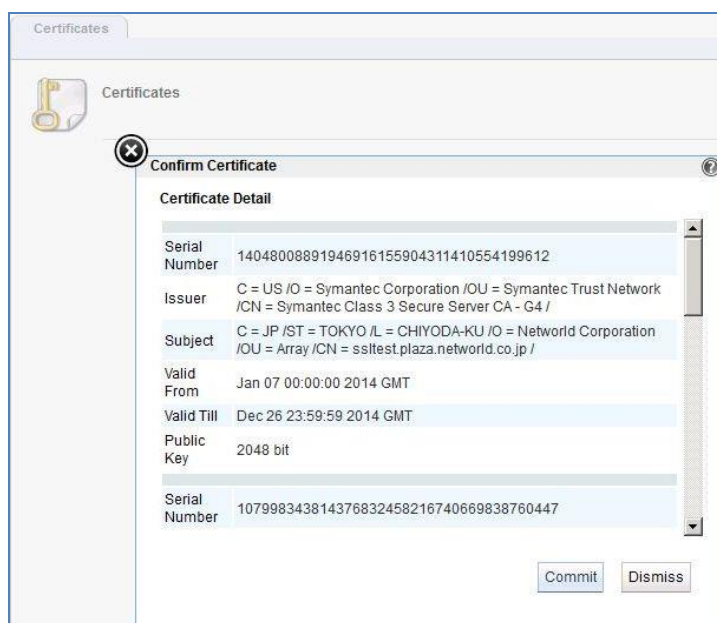 Certificates
Certificates
Confirm Certificate
Certificate Detail
Serial
Number
140480088919469161559043114105541​99612
Issuer
C = US /O = Symantec Corporation /OU = Symantec Trust Network
/CN = Symantec Class 3 Secure Server CA - G4 /
Subject
C = JP /ST = TOKYO /L = CHIYODA-KU /O = Networld Corporation
/OU = Array /CN = ssltest.plaza.networld.co.jp /
Valid
From
Jan 07 00:00:00 2014 GMT
Valid Till
Dec 26 23:59:59 2014 GMT
Public
Key
2048 bit
Serial
Number
107998343814376832458216740669838760447
Commit
Dismiss